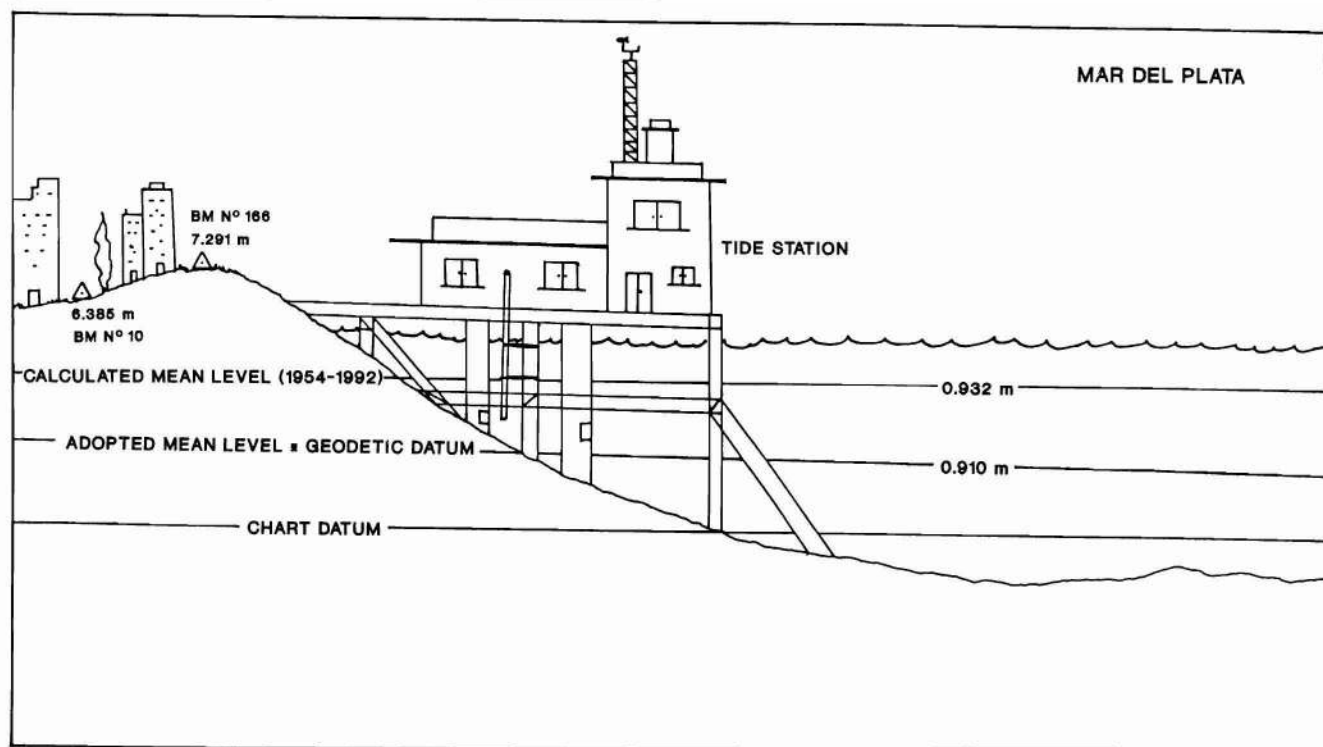 MAR DEL PLATA
BM Nº 166
7.291 m
TIDE STATION
6.385 m
BM Nº 10
CALCULATED MEAN LEVEL (1954-1992)
0.932 m
ADOPTED MEAN LEVEL = GEODETIC DATUM
0.910 m
CHART DATUM